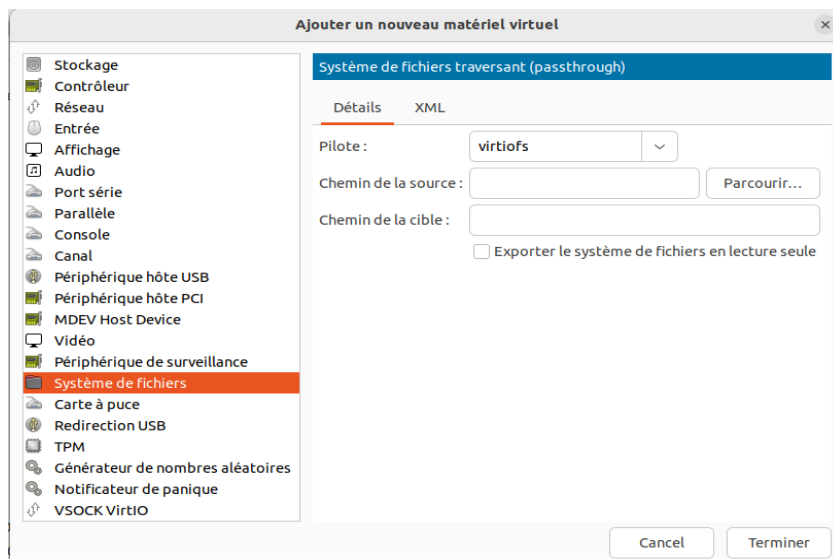 Ajouter un nouveau matériel virtuel
Stockage
Contrôleur
Réseau
Entrée
Affichage
Audio
Port série
Parallèle
Console
Canal
Périphérique hôte USB
Périphérique hôte PCI
MDEV Host Device
Vidéo
Périphérique de surveillance
Système de fichiers
Carte à puce
Redirection USB
TPM
Générateur de nombres aléatoires
Notificateur de panique
VSOCK VirtIO
Système de fichiers traversant (passthrough)
Détails XML
Pilote : virtiofs
Chemin de la source : Parcourir...
Chemin de la cible :
Exporter le système de fichiers en lecture seule
Cancel Terminer